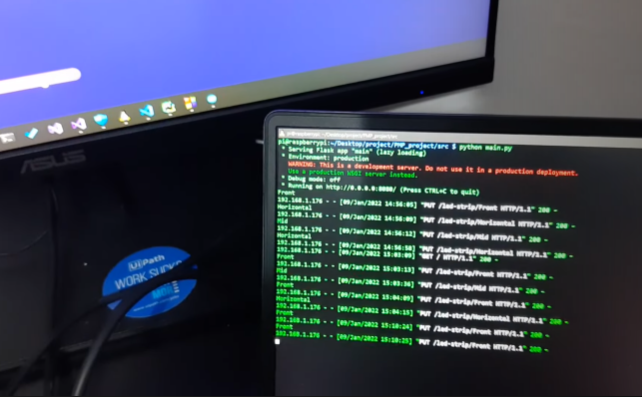 ASUS
UiPath
WORK SUCKS
pi@raspberrypi:~/Desktop/project/PMP_project/src $ python main.py
* Serving Flask app "main" (lazy loading)
* Environment: production
WARNING: This is a development server. Do not use it in a production deployment.
Use a production WSGI server instead.
* Debug mode: off
* Running on http://0.0.0.0:8080/ (Press CTRL+C to quit)
Front
192.168.1.176 - - [09/Jan/2022 14:56:05] "PUT /led-strip/Front HTTP/1.1" 200 -
Horizontal
192.168.1.176 - - [09/Jan/2022 14:56:09] "PUT /led-strip/Horizontal HTTP/1.1" 200 -
Mid
192.168.1.176 - - [09/Jan/2022 14:56:12] "PUT /led-strip/Mid HTTP/1.1" 200 -
Horizontal
192.168.1.176 - - [09/Jan/2022 14:56:58] "PUT /led-strip/Horizontal HTTP/1.1" 200 -
192.168.1.176 - - [09/Jan/2022 15:03:09] "GET / HTTP/1.1" 200 -
Front
192.168.1.176 - - [09/Jan/2022 15:03:13] "PUT /led-strip/Front HTTP/1.1" 200 -
Mid
192.168.1.176 - - [09/Jan/2022 15:03:36] "PUT /led-strip/Mid HTTP/1.1" 200 -
Front
192.168.1.176 - - [09/Jan/2022 15:04:09] "PUT /led-strip/Front HTTP/1.1" 200 -
Horizontal
192.168.1.176 - - [09/Jan/2022 15:04:15] "PUT /led-strip/Horizontal HTTP/1.1" 200 -
Front
192.168.1.176 - - [09/Jan/2022 15:10:24] "PUT /led-strip/Front HTTP/1.1" 200 -
Front
192.168.1.176 - - [09/Jan/2022 15:10:25] "PUT /led-strip/Front HTTP/1.1" 200 -